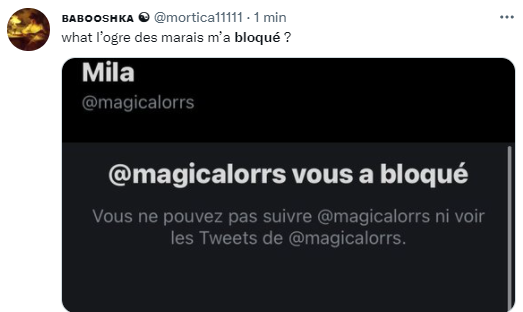 BABOOSHKA ☯ @mortica11111 · 1 min
what l'ogre des marais m'a bloqué ?
Mila
@magicalorrs
@magicalorrs vous a bloqué
Vous ne pouvez pas suivre @magicalorrs ni voir
les Tweets de @magicalorrs.